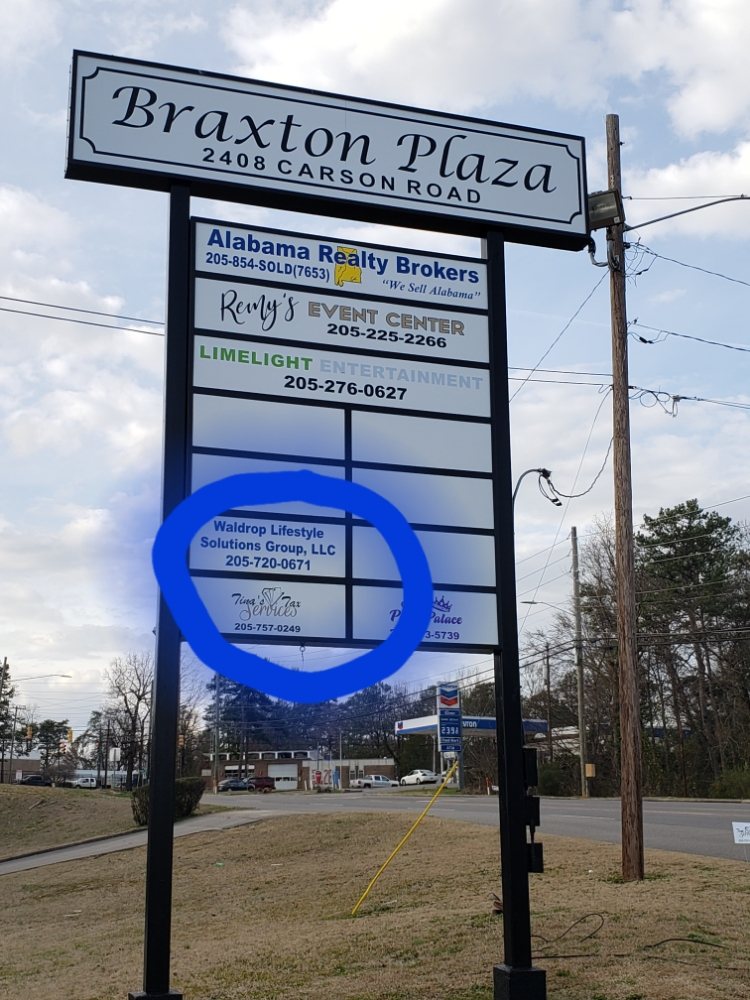 Braxton Plaza
2408 CARSON ROAD
Alabama Realty Brokers
205-854-SOLD(7653)
"We Sell Alabama"
Remy's EVENT CENTER
205-225-2266
LIMELIGHT ENTERTAINMENT
205-276-0627
Waldrop Lifestyle
Solutions Group, LLC
205-720-0671
Tina's Tax
Services
205-757-0249
Palace
3-5739